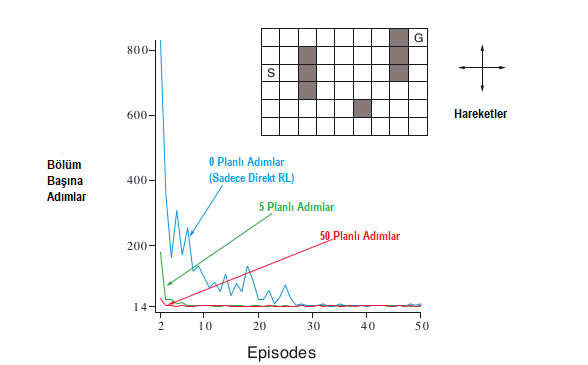 G
S
Hareketler
800
600
400
200
14
Bölüm
Başına
Adımlar
0 Planlı Adımlar
(Sadece Direkt RL)
5 Planlı Adımlar
50 Planlı Adımlar
2 10 20 30 40 50
Episodes